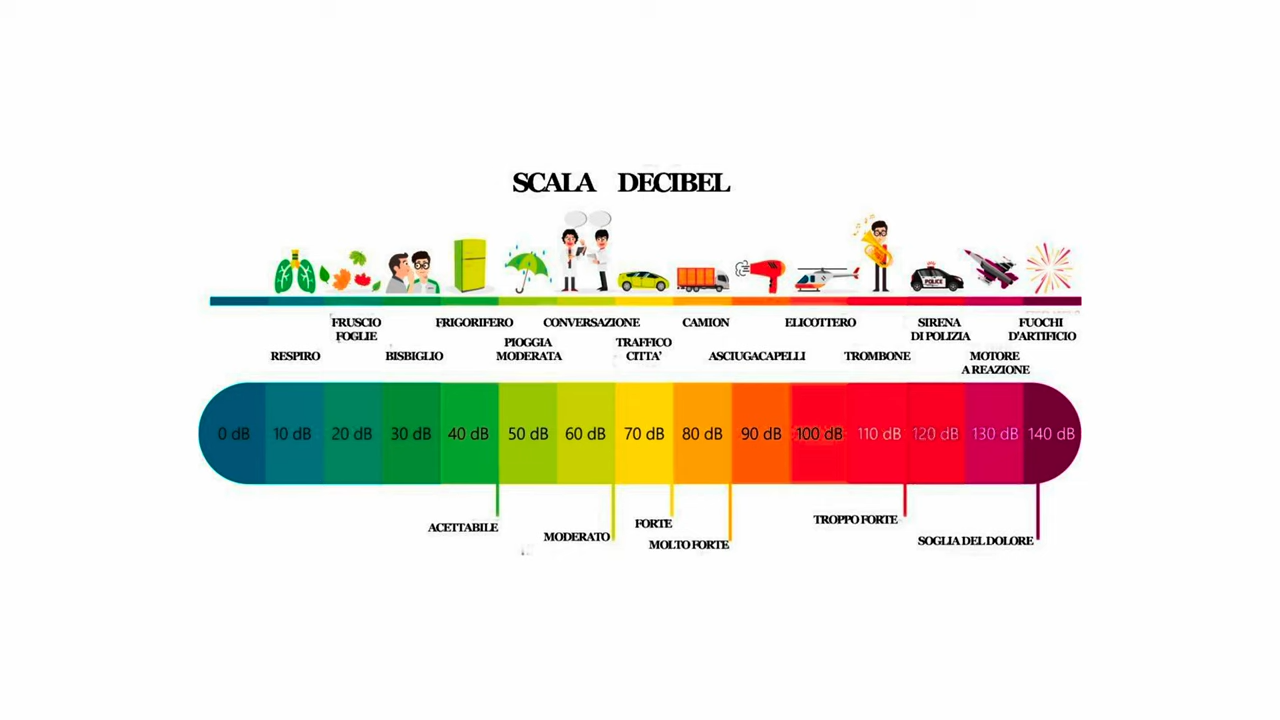 SCALA DECIBEL
POLICE
FRUSCIO
FOGLIE
FRIGORIFERO
CONVERSAZIONE
CAMION
ELICOTTERO
SIRENA
DI POLIZIA
FUOCHI
D'ARTIFICIO
RESPIRO
BISBIGLIO
PIOGGIA
MODERATA
TRAFFICO
CITTA'
ASCIUGACAPELLI
TROMBONE
MOTORE
A REAZIONE
0 dB 10 dB 20 dB 30 dB 40 dB 50 dB 60 dB 70 dB 80 dB 90 dB 100 dB 110 dB 120 dB 130 dB 140 dB
ACETTABILE
MODERATO
FORTE
MOLTO FORTE
TROPPO FORTE
SOGLIA DEL DOLORE